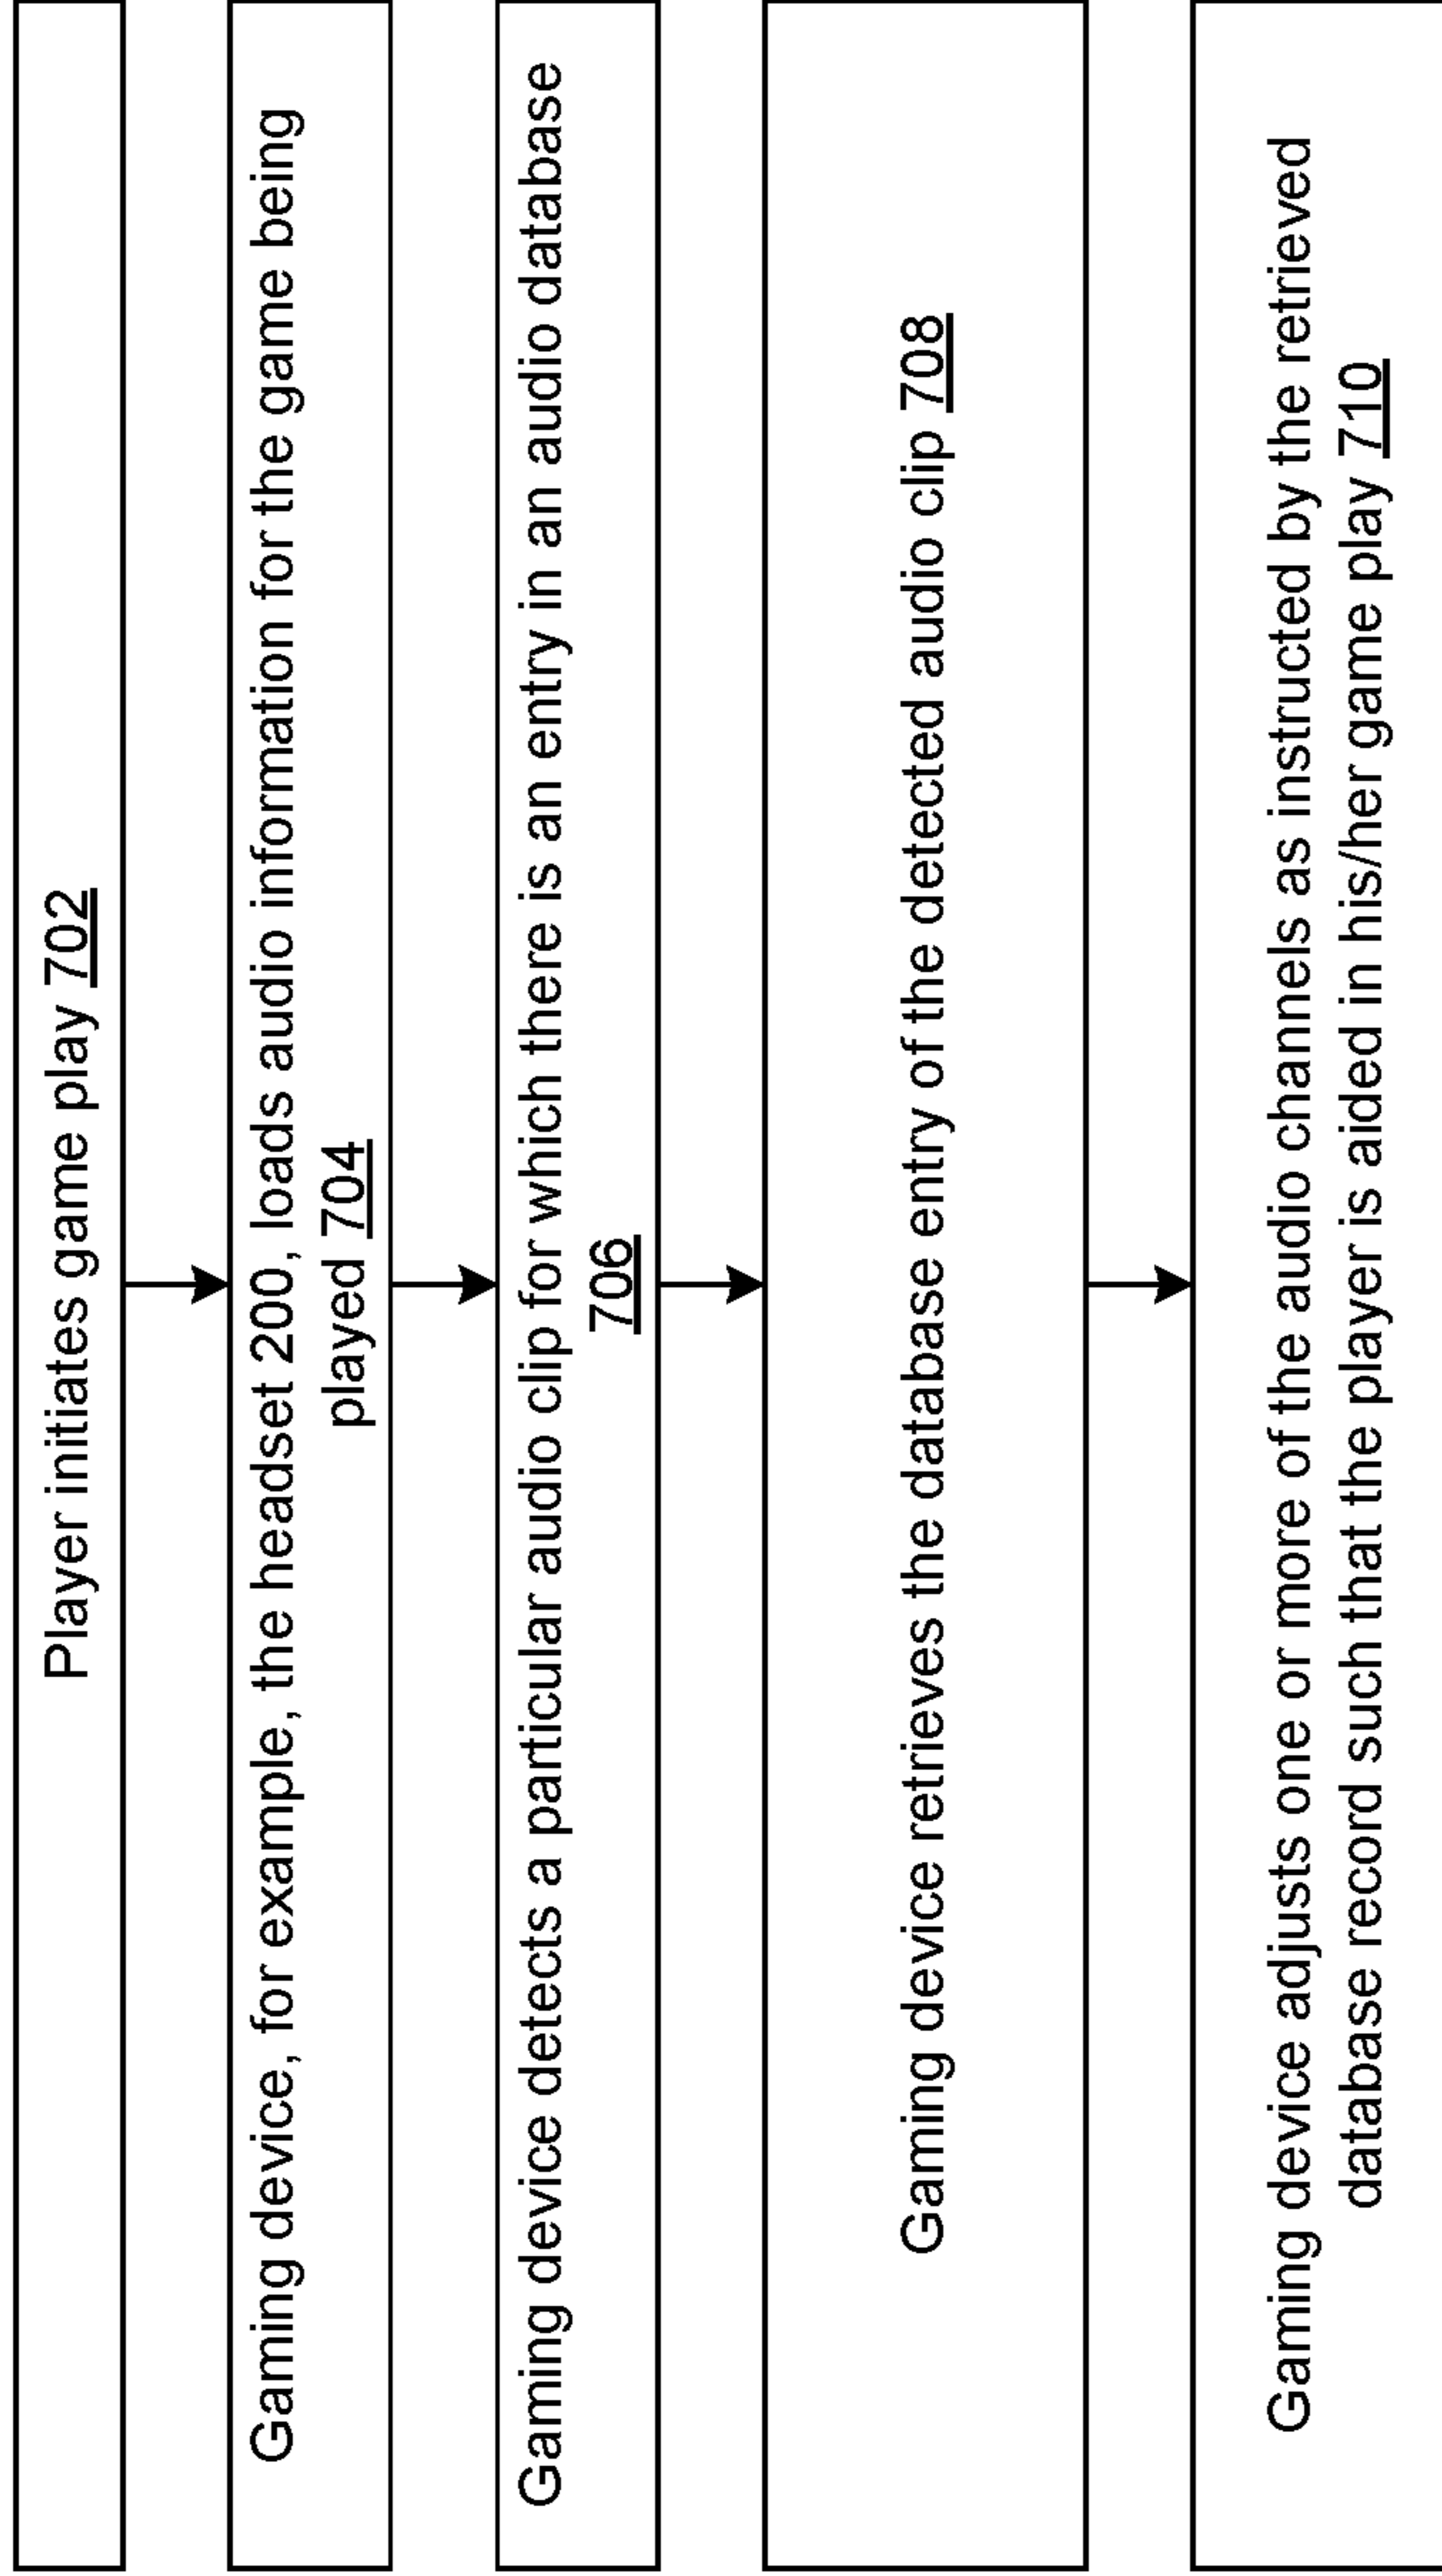 Player initiates game play 702
Gaming device, for example, the headset 200, loads audio information for the game being
played 704
Gaming device detects a particular audio clip for which there is an entry in an audio database
706
Gaming device retrieves the database entry of the detected audio clip 708
Gaming device adjusts one or more of the audio channels as instructed by the retrieved
database record such that the player is aided in his/her game play 710